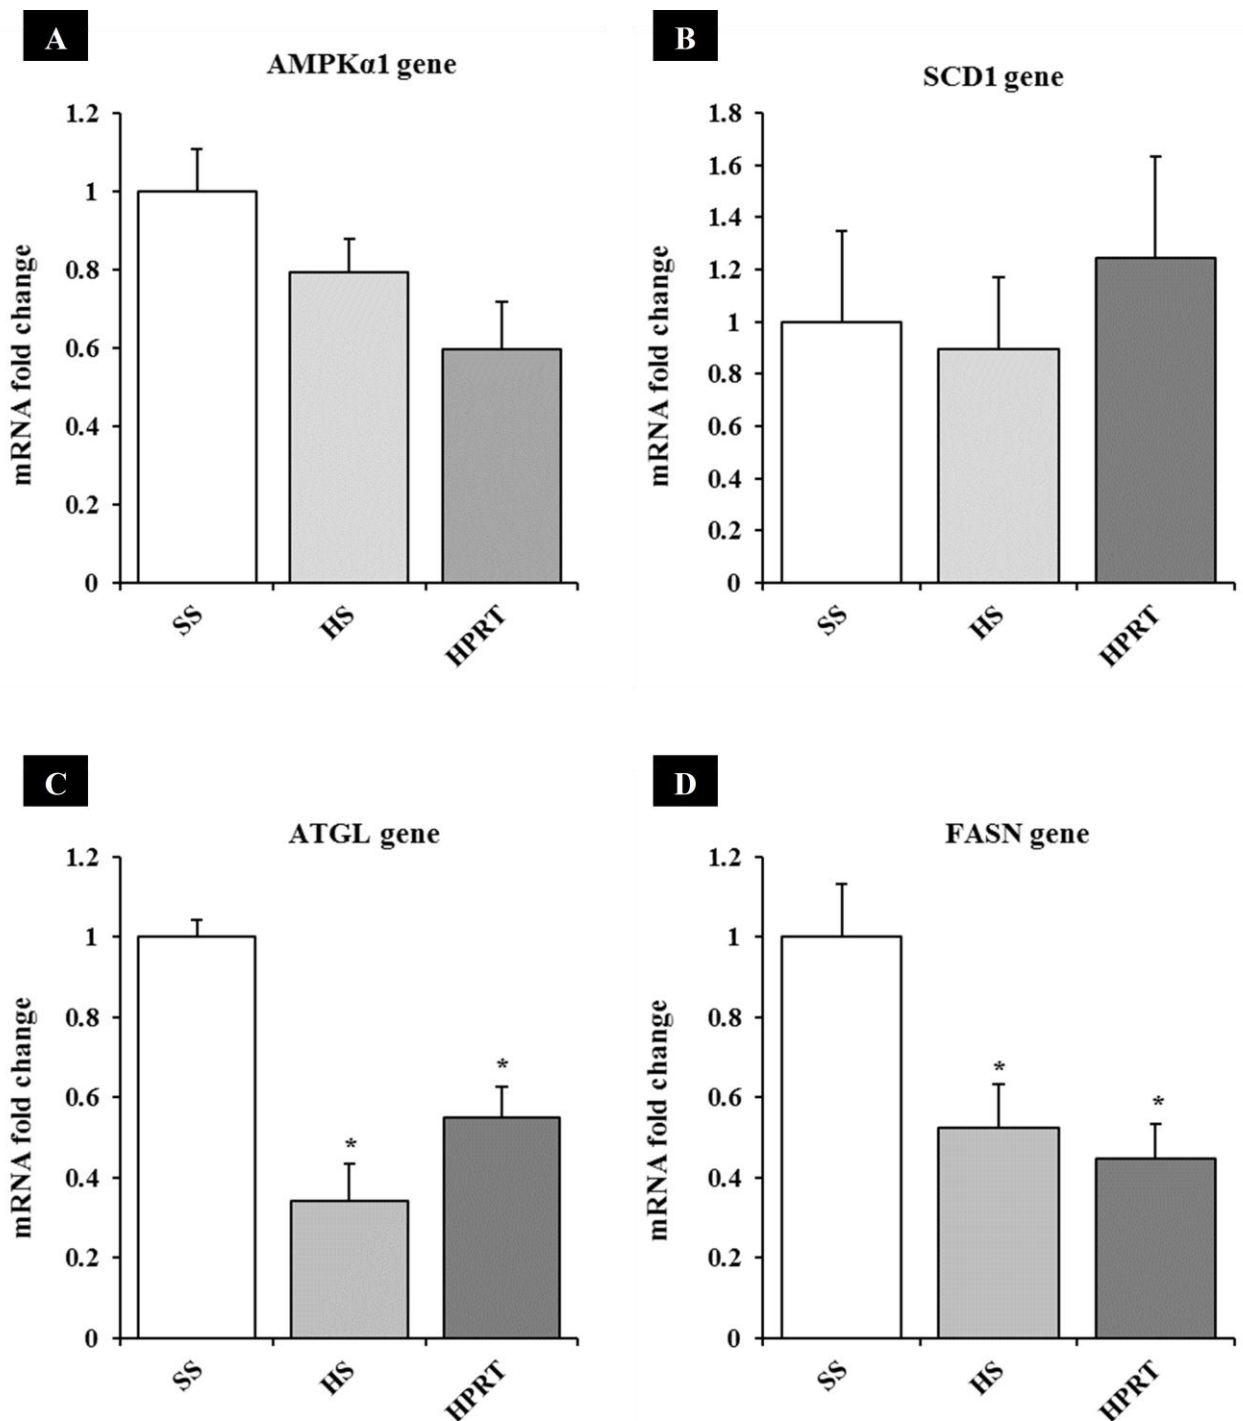 A
AMPKα1 gene
mRNA fold change
1.2
1
0.8
0.6
0.4
0.2
0
SS
HS
HPRT
B
SCD1 gene
mRNA fold change
1.8
1.6
1.4
1.2
1
0.8
0.6
0.4
0.2
0
SS
HS
HPRT
C
ATGL gene
mRNA fold change
1.2
1
0.8
0.6
0.4
0.2
0
*
*
SS
HS
HPRT
D
FASN gene
mRNA fold change
1.2
1
0.8
0.6
0.4
0.2
0
*
*
SS
HS
HPRT